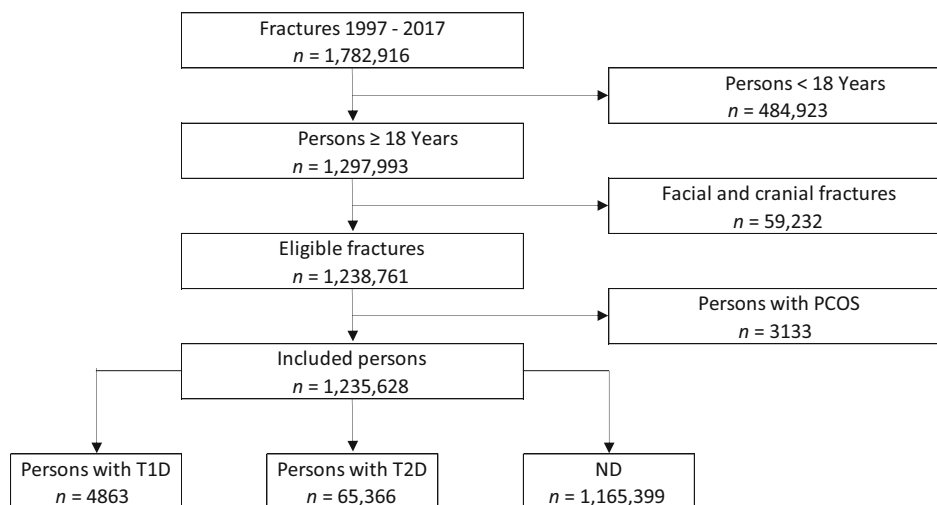 Fractures 1997 - 2017
n = 1,782,916
Persons < 18 Years
n = 484,923
Persons ≥ 18 Years
n = 1,297,993
Facial and cranial fractures
n = 59,232
Eligible fractures
n = 1,238,761
Persons with PCOS
n = 3133
Included persons
n = 1,235,628
Persons with T1D
n = 4863
Persons with T2D
n = 65,366
ND
n = 1,165,399